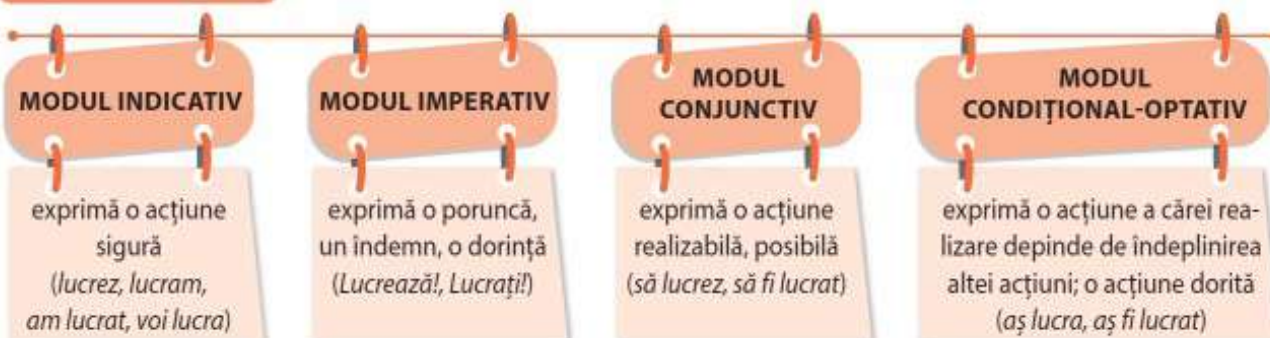 MODUL INDICATIV
exprimă o acțiune
sigură
(lucrez, lucram,
am lucrat, voi lucra)
MODUL IMPERATIV
exprimă o poruncă,
un îndemn, o dorință
(Lucrează!, Lucrați!)
MODUL
CONJUNCTIV
exprimă o acțiune
realizabilă, posibilă
(să lucrez, să fi lucrat)
MODUL
CONDIȚIONAL-OPTATIV
exprimă o acțiune a cărei rea-
lizare depinde de îndeplinirea
altei acțiuni; o acțiune dorită
(aș lucra, aș fi lucrat)